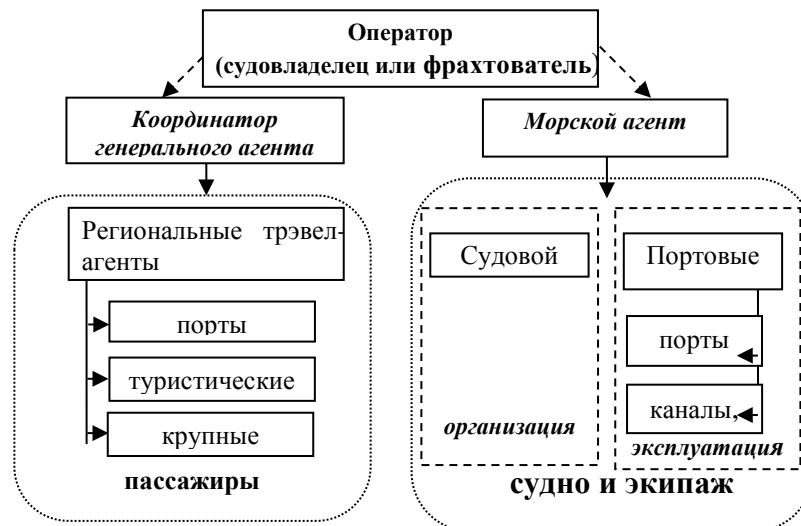 Оператор
(судовладелец или фрахтователь)
Координатор
генерального агента
Морской агент
Региональные трэвел-
агенты
порты
туристические
крупные
пассажиры
Судовой
организация
Портовые
порты
каналы,
эксплуатация
судно и экипаж